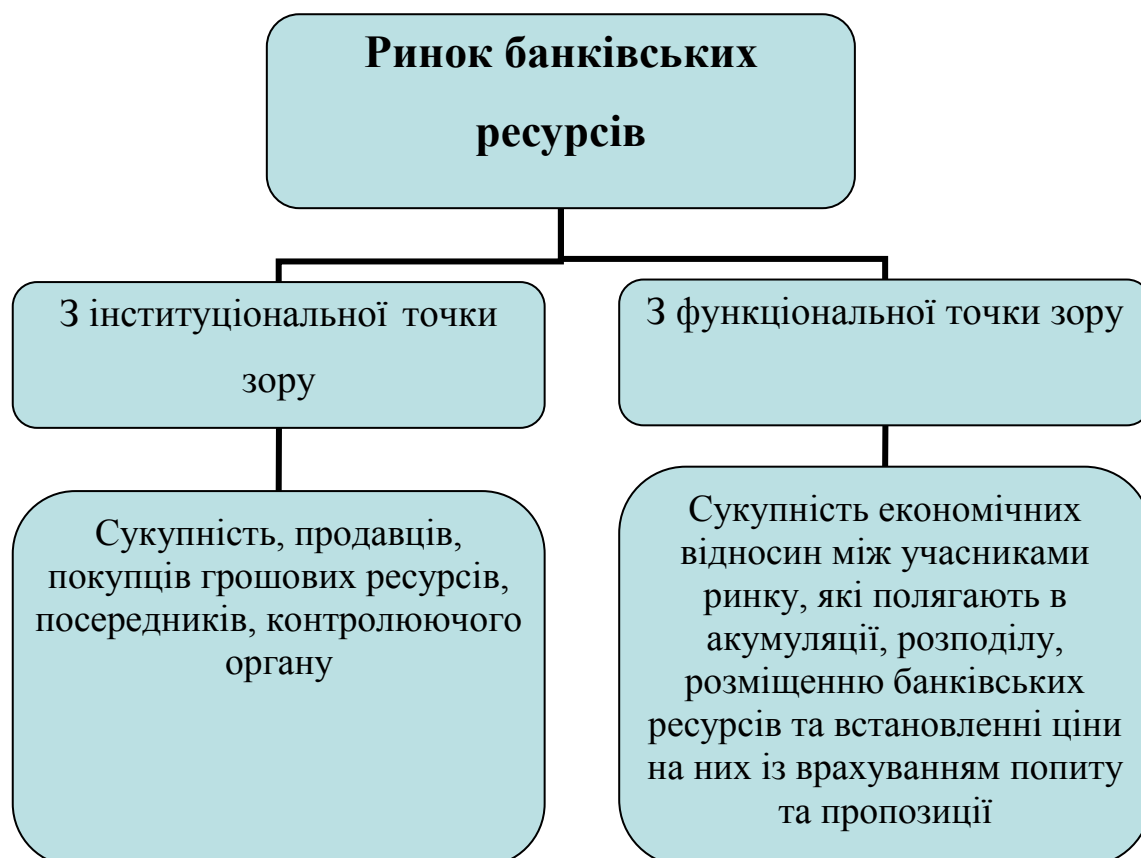 Ринок банківських
ресурсів
З інституціональної точки
зору
З функціональної точки зору
Сукупність, продавців,
покупців грошових ресурсів,
посередників, контролюючого
органу
Сукупність економічних
відносин між учасниками
ринку, які полягають в
акумуляції, розподілу,
розміщенню банківських
ресурсів та встановленні ціни
на них із врахуванням попиту
та пропозиції